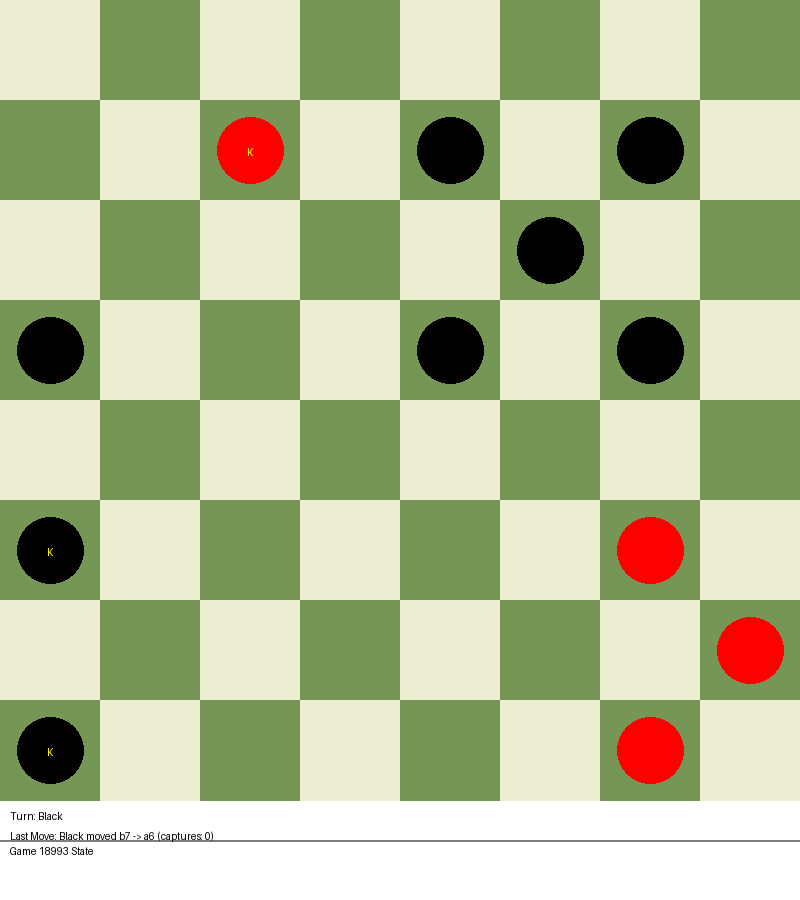 K
K
K
Turn: Black
Last Move: Black moved b7 -> a6 (captures: 0)
Game 18993 State